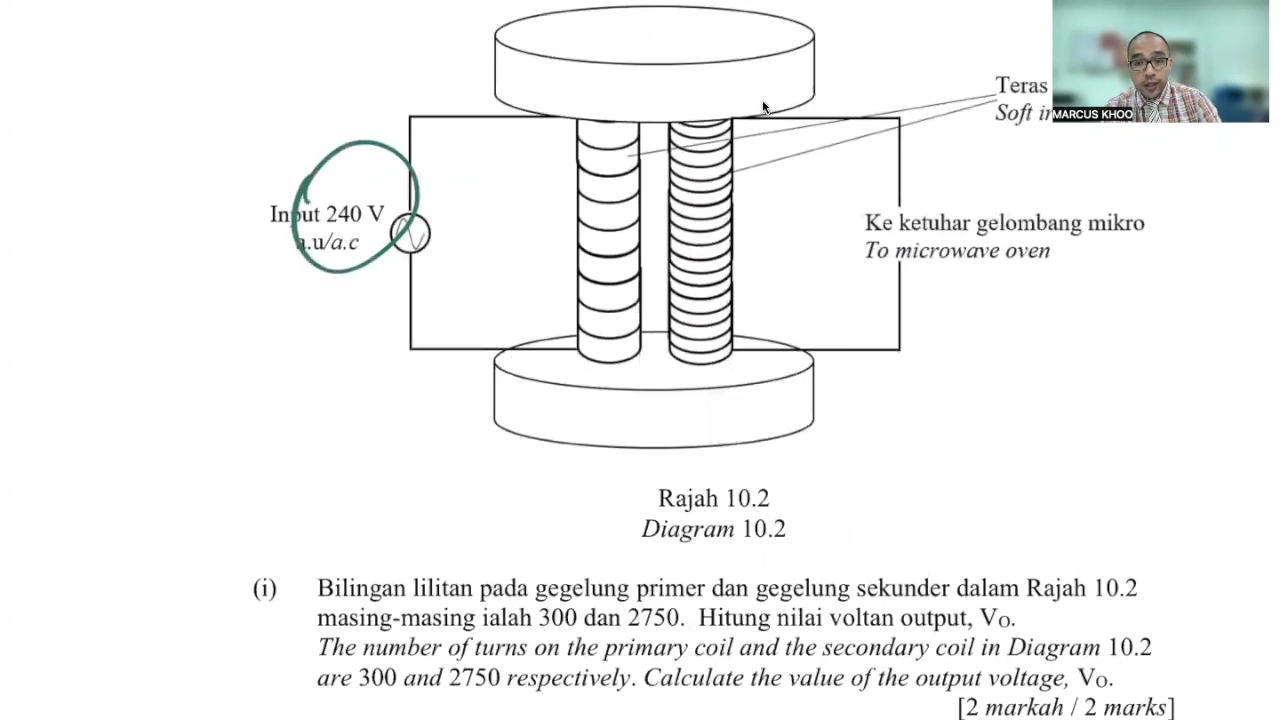 Teras
Soft
MARCUS KHOO
Input 240 V
a.u/a.c
Ke ketuhar gelombang mikro
To microwave oven
Rajah 10.2
Diagram 10.2
(i) Bilingan lilitan pada gegelung primer dan gegelung sekunder dalam Rajah 10.2
masing-masing ialah 300 dan 2750. Hitung nilai voltan output, Vo.
The number of turns on the primary coil and the secondary coil in Diagram 10.2
are 300 and 2750 respectively. Calculate the value of the output voltage, Vo.
[2 markah / 2 marks]